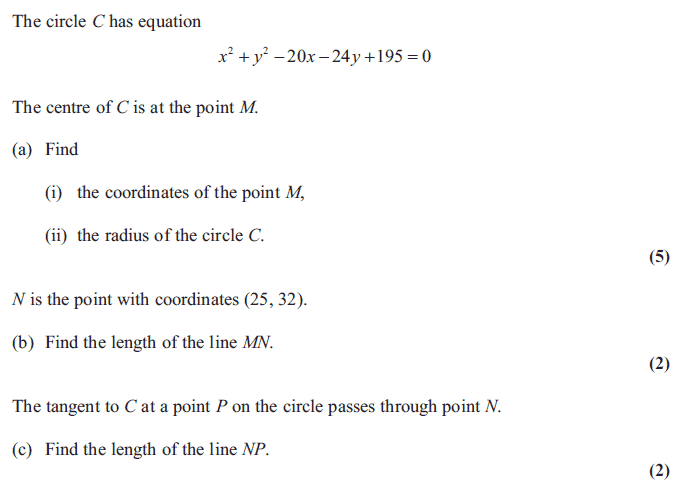 The circle C has equation
x² + y² – 20x – 24y + 195 = 0
The centre of C is at the point M.
(a) Find
(i) the coordinates of the point M,
(ii) the radius of the circle C.
(5)
N is the point with coordinates (25, 32).
(b) Find the length of the line MN.
(2)
The tangent to C at a point P on the circle passes through point N.
(c) Find the length of the line NP.
(2)